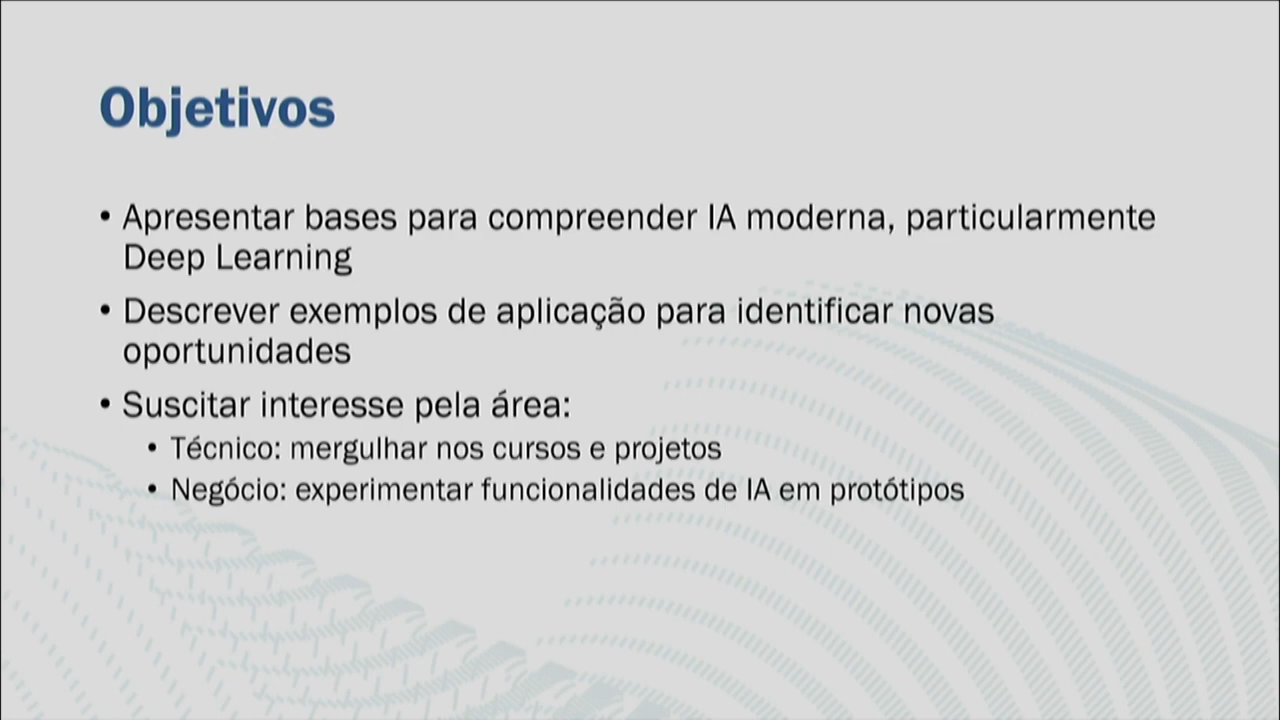 Objetivos
• Apresentar bases para compreender IA moderna, particularmente
Deep Learning
• Descrever exemplos de aplicação para identificar novas
oportunidades
• Suscitar interesse pela área:
• Técnico: mergulhar nos cursos e projetos
• Negócio: experimentar funcionalidades de IA em protótipos